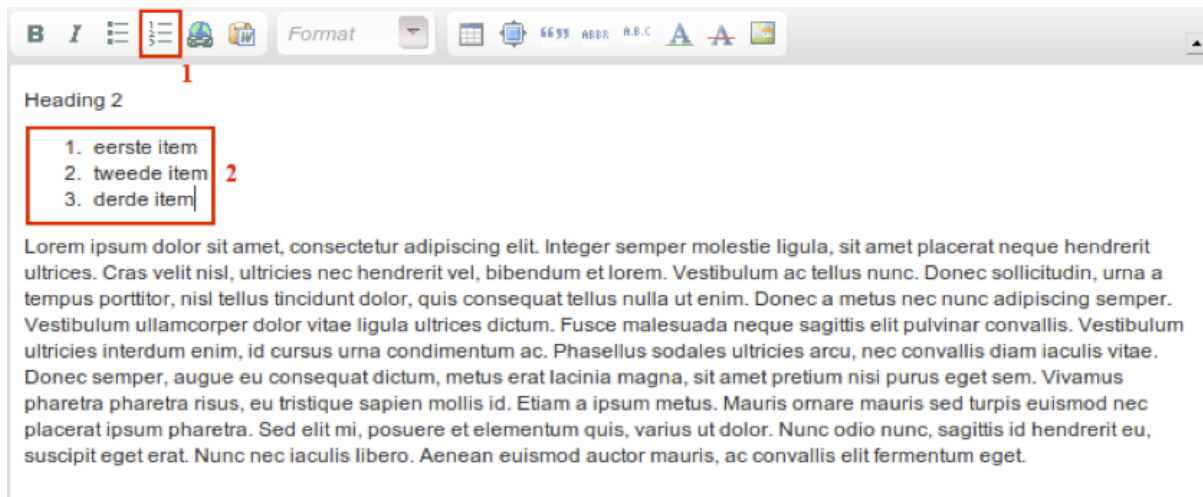 B I Format 6699 ABBR A.B.C A A
1
Heading 2
1. eerste item
2. tweede item 2
3. derde item
Lorem ipsum dolor sit amet, consectetur adipiscing elit. Integer semper molestie ligula, sit amet placerat neque hendrerit
ultrices. Cras velit nisl, ultricies nec hendrerit vel, bibendum et lorem. Vestibulum ac tellus nunc. Donec sollicitudin, urna a
tempus porttitor, nisl tellus tincidunt dolor, quis consequat tellus nulla ut enim. Donec a metus nec nunc adipiscing semper.
Vestibulum ullamcorper dolor vitae ligula ultrices dictum. Fusce malesuada neque sagittis elit pulvinar convallis. Vestibulum
ultricies interdum enim, id cursus urna condimentum ac. Phasellus sodales ultricies arcu, nec convallis diam iaculis vitae.
Donec semper, augue eu consequat dictum, metus erat lacinia magna, sit amet pretium nisi purus eget sem. Vivamus
pharetra pharetra risus, eu tristique sapien mollis id. Etiam a ipsum metus. Mauris ornare mauris sed turpis euismod nec
placerat ipsum pharetra. Sed elit mi, posuere et elementum quis, varius ut dolor. Nunc odio nunc, sagittis id hendrerit eu,
suscipit eget erat. Nunc nec iaculis libero. Aenean euismod auctor mauris, ac convallis elit fermentum eget.